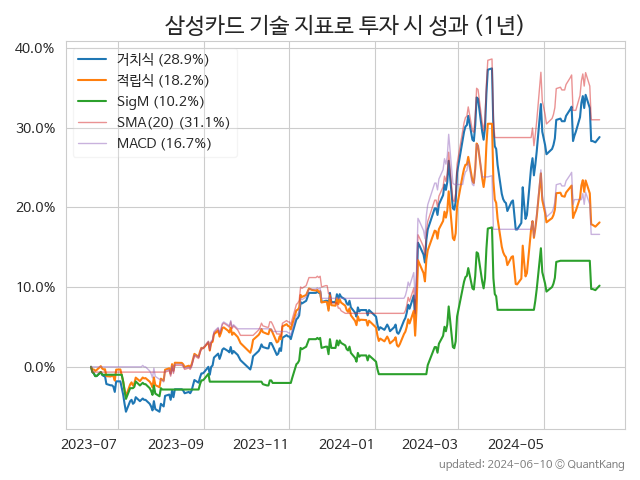 삼성카드 기술 지표로 투자 시 성과 (1년)
40.0%
30.0%
20.0%
10.0%
0.0%
거치식 (28.9%)
적립식 (18.2%)
SigM (10.2%)
SMA(20) (31.1%)
MACD (16.7%)
2023-07 2023-09 2023-11 2024-01 2024-03 2024-05
updated: 2024-06-10 © QuantKang